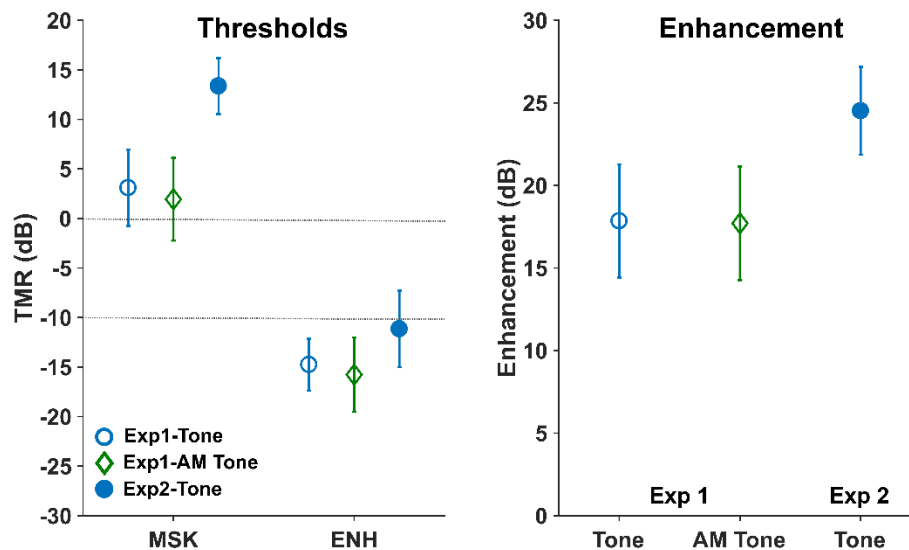 Thresholds
TMR (dB)
20
15
10
5
0
-5
-10
-15
-20
-25
-30
Exp1-Tone
Exp1-AM Tone
Exp2-Tone
MSK ENH
Enhancement
Enhancement (dB)
30
25
20
15
10
5
0
Exp 1 Exp 2
Tone AM Tone Tone